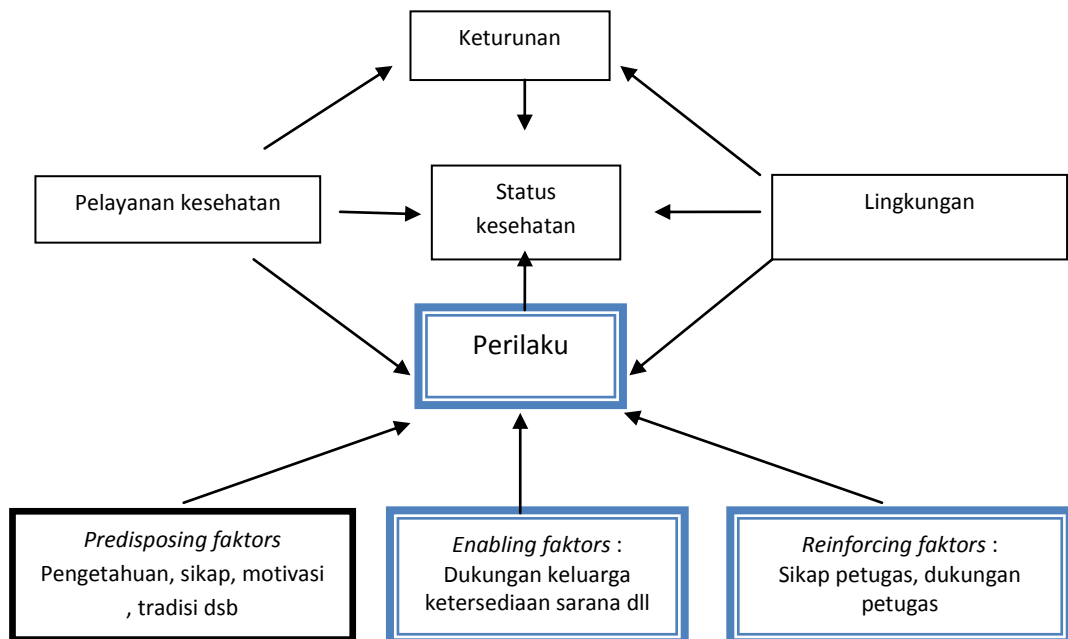 Keturunan
Pelayanan kesehatan
Status
kesehatan
Lingkungan
Perilaku
Predisposing faktors
Pengetahuan, sikap, motivasi
, tradisi dsb
Enabling faktors :
Dukungan keluarga
ketersediaan sarana dll
Reinforcing faktors :
Sikap petugas, dukungan
petugas